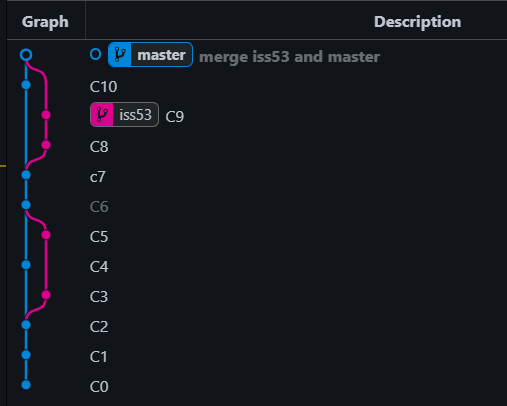 Graph Description
master merge iss53 and master
C10
iss53 C9
C8
c7
C6
C5
C4
C3
C2
C1
C0